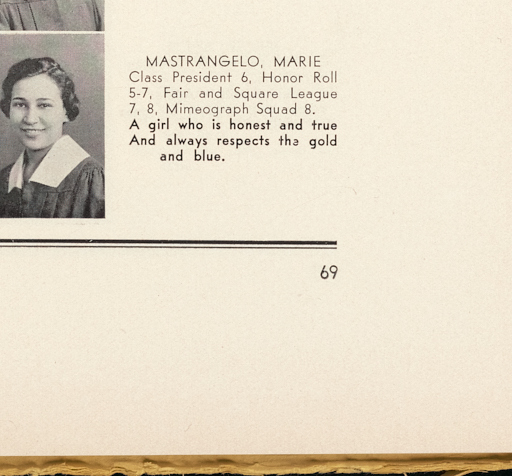 MASTRANGELO, MARIE
Class President 6, Honor Roll
5-7, Fair and Square League
7, 8, Mimeograph Squad 8.
A girl who is honest and true
And always respects the gold
and blue.
69